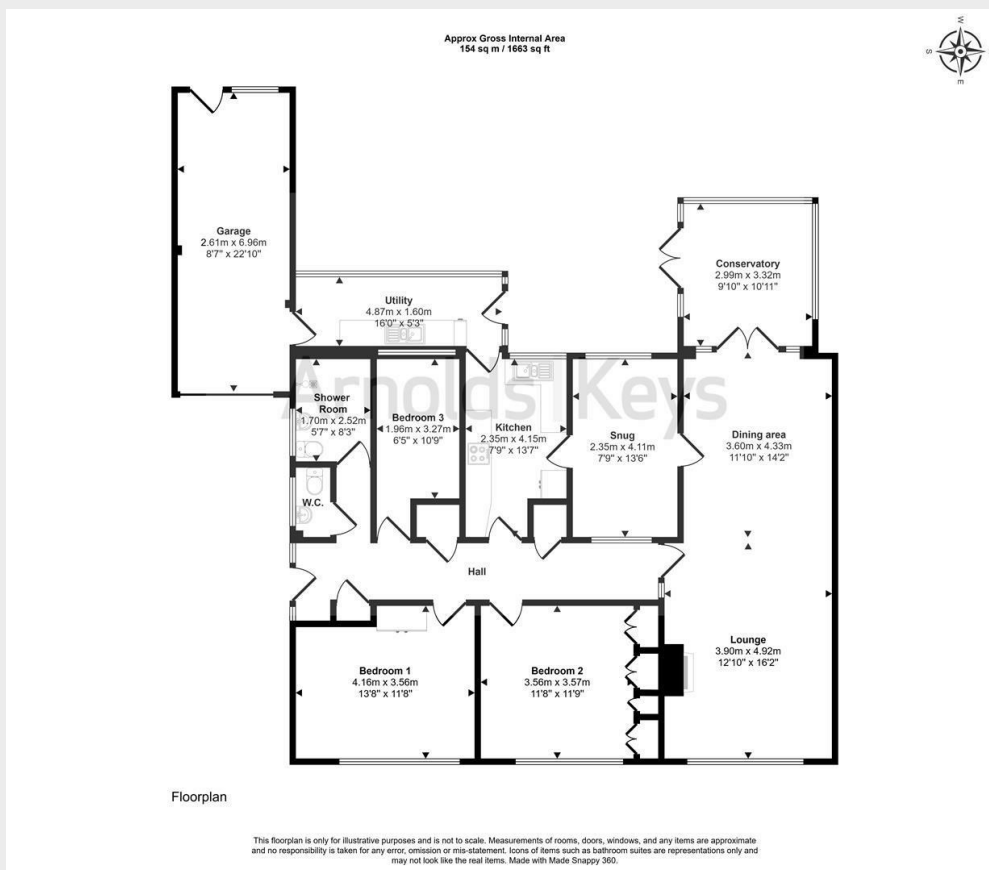 Approx Gross Internal Area
154 sq m / 1663 sq ft
W
S
E
Garage
2.61m x 6.96m
8'7" x 22'10"
Conservatory
2.99m x 3.32m
9'10" x 10'11"
Utility
4.87m x 1.60m
16'0" x 5'3"
Arnolds Keys
Shower
Room
1.70m x 2.52m
5'7" x 8'3"
Bedroom 3
1.96m x 3.27m
6'5" x 10'9"
Kitchen
2.35m x 4.15m
7'9" x 13'7"
Snug
2.35m x 4.11m
7'9" x 13'6"
Dining area
3.60m x 4.33m
11'10" x 14'2"
W.C.
Hall
Lounge
3.90m x 4.92m
12'10" x 16'2"
Bedroom 1
4.16m x 3.56m
13'8" x 11'8"
Bedroom 2
3.56m x 3.57m
11'8" x 11'9"
Floorplan
This floorplan is only for illustrative purposes and is not to scale. Measurements of rooms, doors, windows, and any items are approximate
and no responsibility is taken for any error, omission or mis-statement. Icons of items such as bathroom suites are representations only and
may not look like the real items. Made with Made Snappy 360.